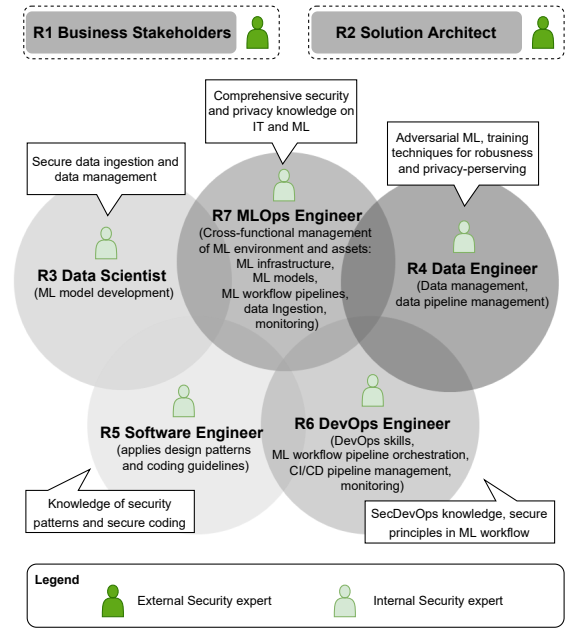 R1 Business Stakeholders
R2 Solution Architect
Comprehensive security
and privacy knowledge on
IT and ML
Adversarial ML, training
techniques for robusness
and privacy-perserving
Secure data ingestion and
data management
R7 MLOps Engineer
(Cross-functional management
of ML environment and assets:
ML infrastructure,
ML models,
ML workflow pipelines,
data Ingestion,
monitoring)
R3 Data Scientist
(ML model development)
R4 Data Engineer
(Data management,
data pipeline management)
R5 Software Engineer
(applies design patterns
and coding guidelines)
R6 DevOps Engineer
(DevOps skills,
ML workflow pipeline orchestration,
CI/CD pipeline management,
monitoring)
Knowledge of security
patterns and secure coding
SecDevOps knowledge, secure
principles in ML workflow
Legend
External Security expert
Internal Security expert